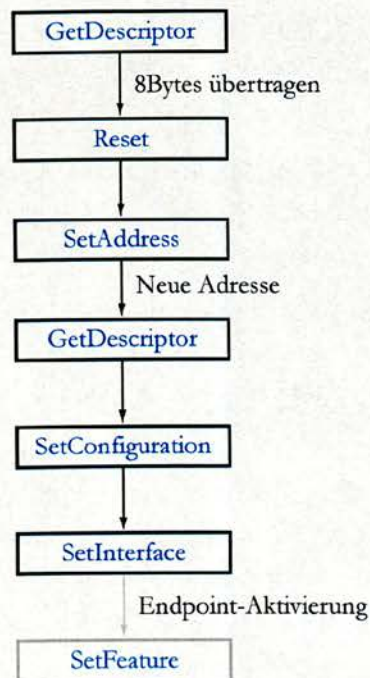 GetDescriptor
8Bytes übertragen
Reset
SetAddress
Neue Adresse
GetDescriptor
SetConfiguration
SetInterface
Endpoint-Aktivierung
SetFeature